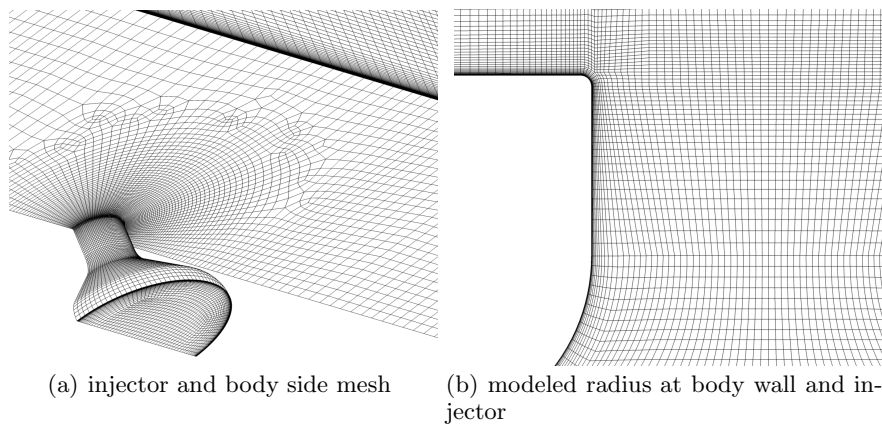 (a) injector and body side mesh
(b) modeled radius at body wall and in-
jector